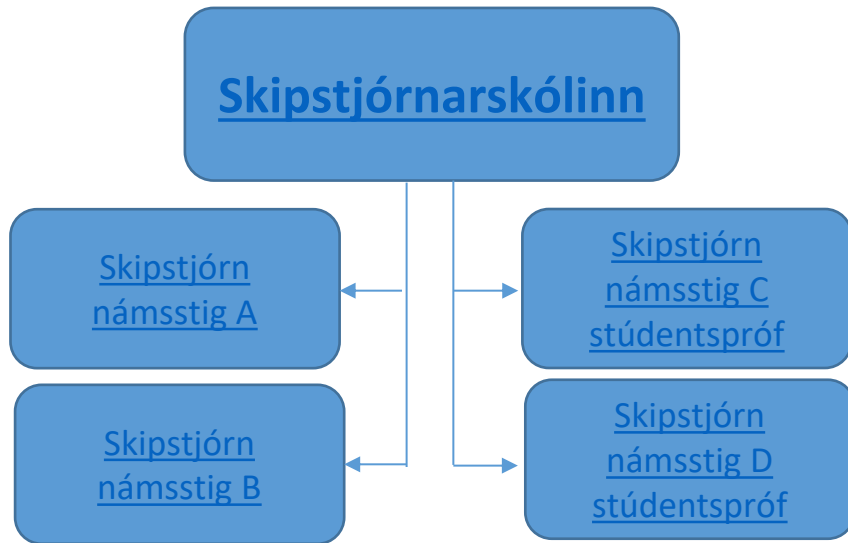 Skipstjórnarskólinn
Skipstjórn
námsstig A
Skipstjórn
námsstig B
Skipstjórn
námsstig C
stúdentspróf
Skipstjórn
námsstig D
stúdentspróf